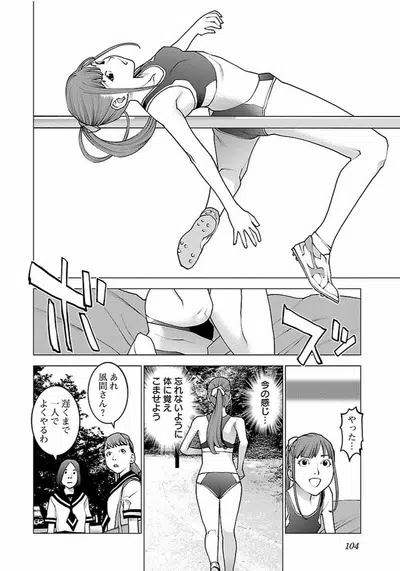 ドズッ
やった…
今の感じ…
忘れないように
体に覚え
こませよう
あれ
風間さん？
遅くまで
一人で
よくやるわ
104